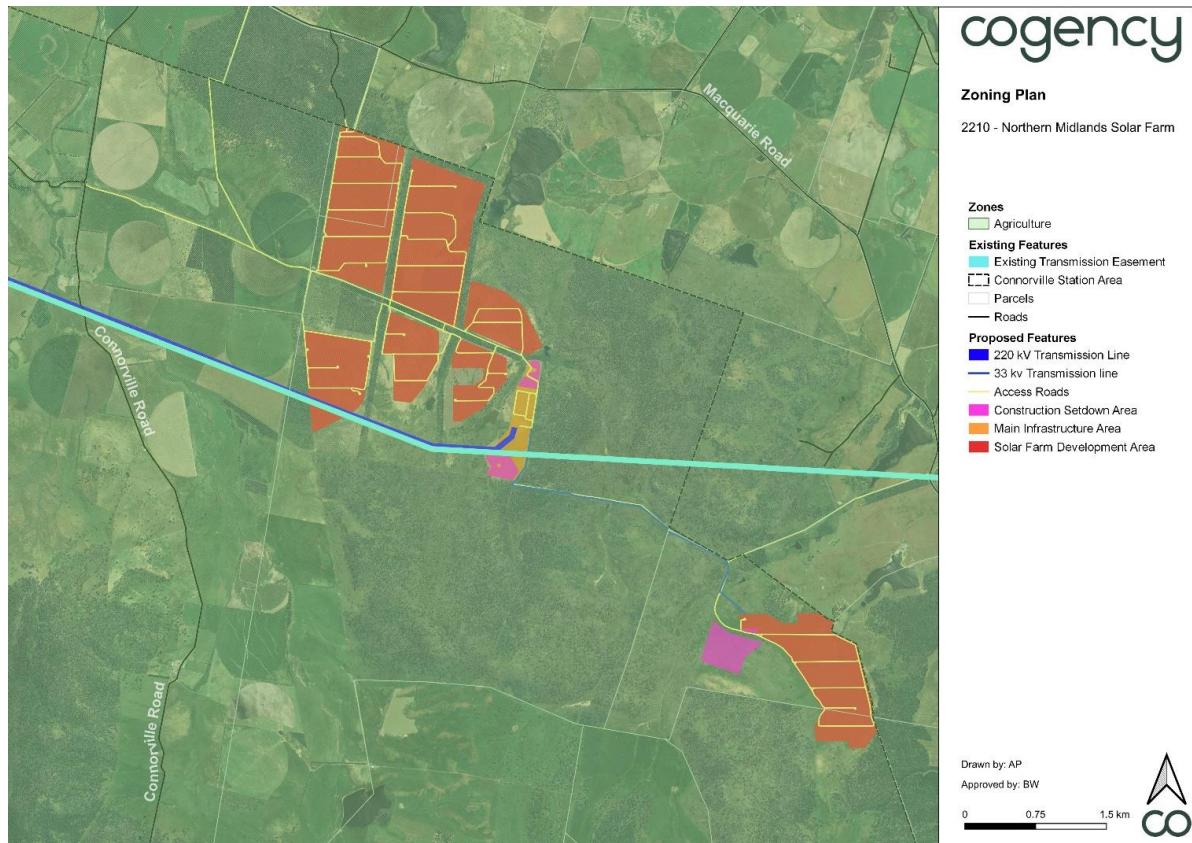 cogency
Zoning Plan
2210 - Northern Midlands Solar Farm
Macquarie Road
Connorville Road
Connorville Road
Zones
Agriculture
Existing Features
Existing Transmission Easement
Connorville Station Area
Parcels
Roads
Proposed Features
220 kV Transmission Line
33 kv Transmission line
Access Roads
Construction Setdown Area
Main Infrastructure Area
Solar Farm Development Area
Drawn by: AP
Approved by: BW
0 0.75 1.5 km
co